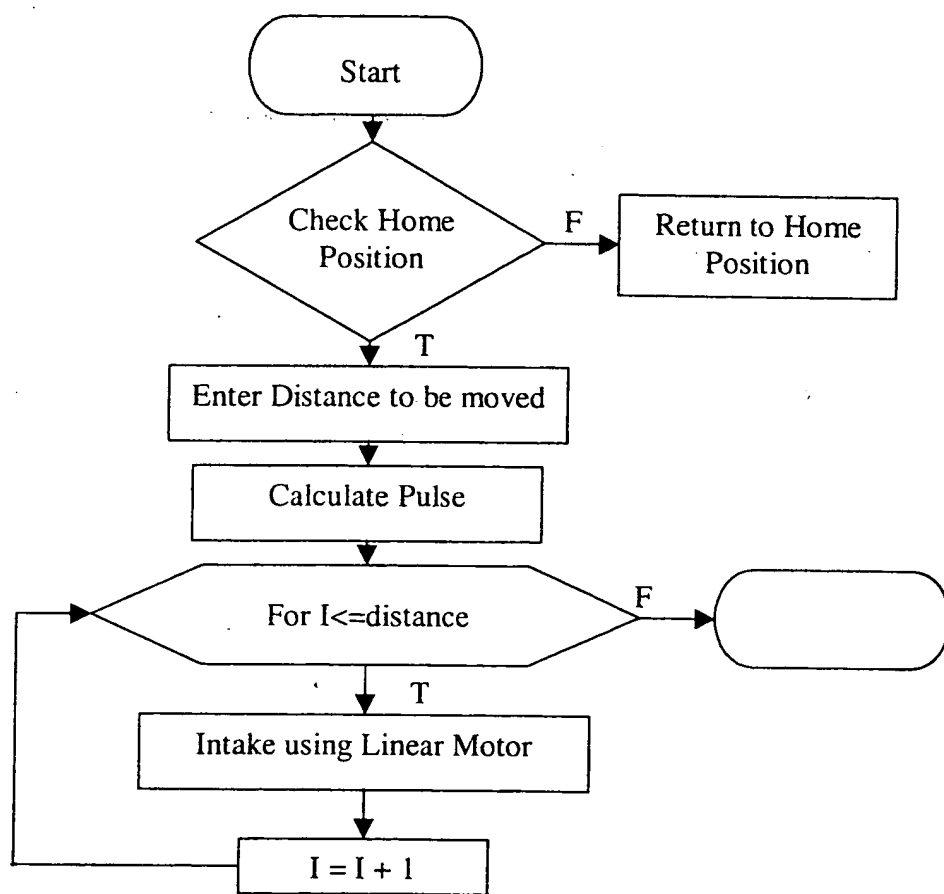 Start
Check Home
Position
F
Return to Home
Position
T
Enter Distance to be moved
Calculate Pulse
For I<=distance
F
T
Intake using Linear Motor
I = I + 1